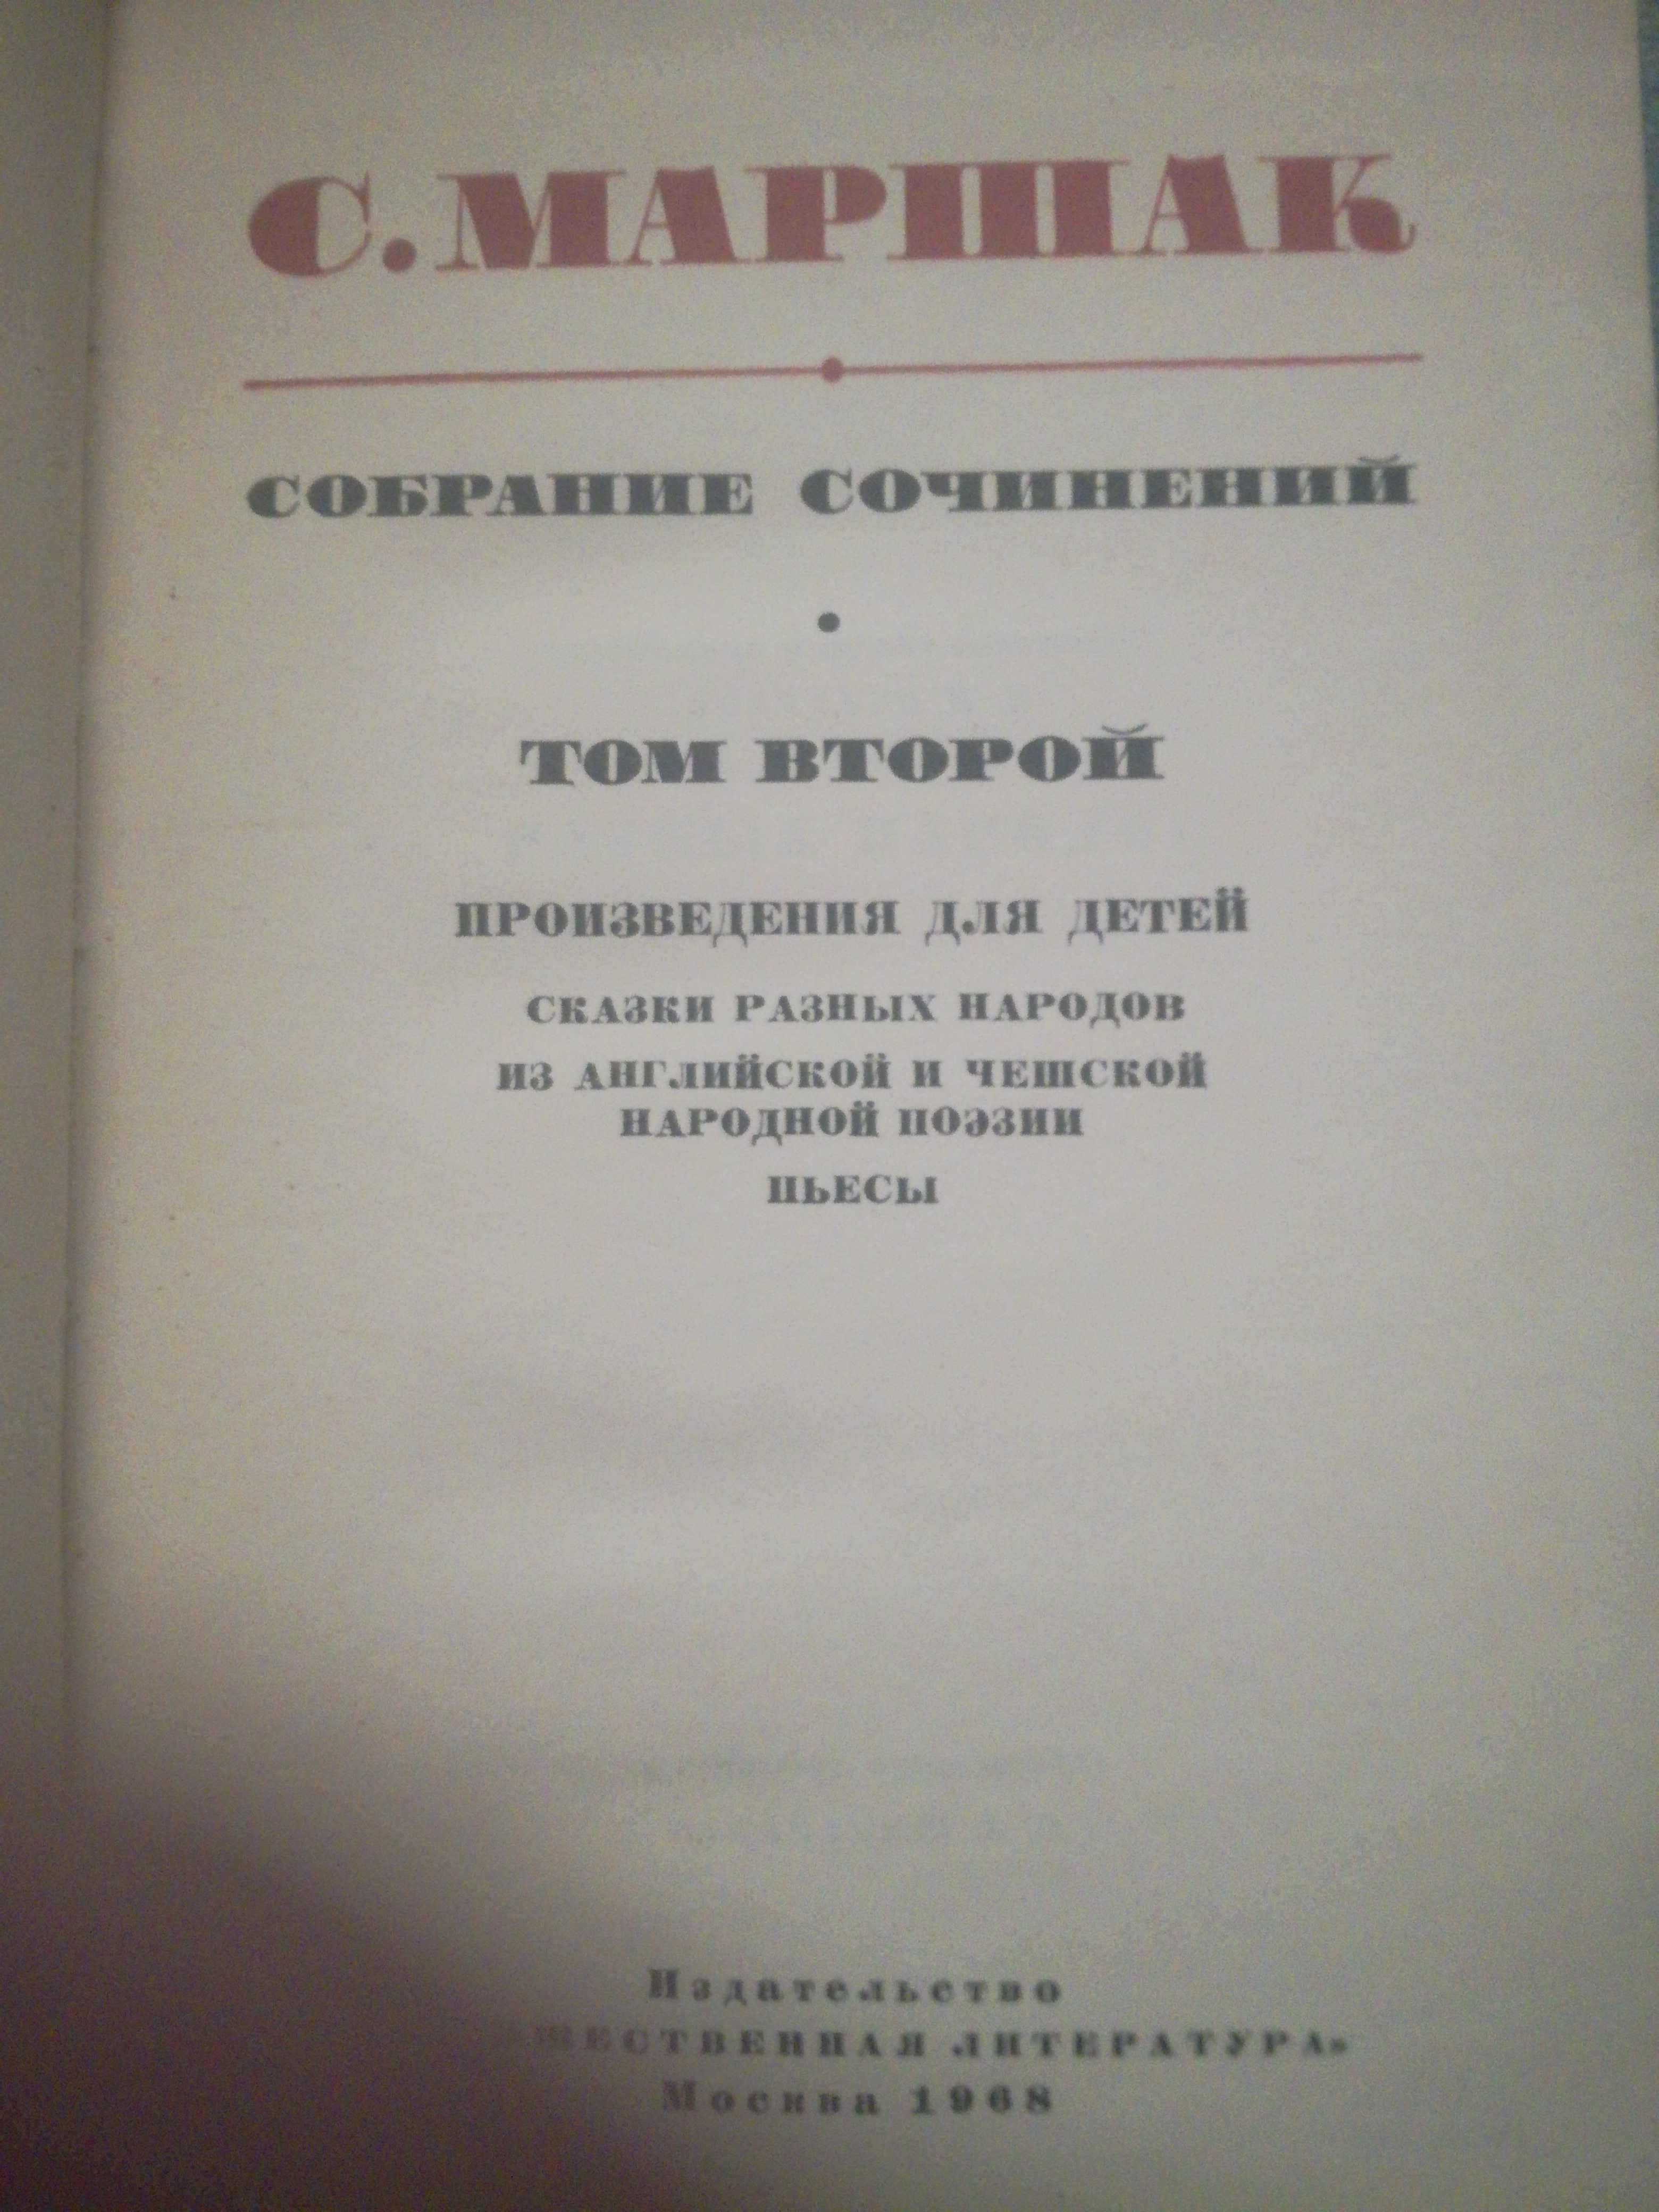 С. МАРШАК
СОБРАНИЕ СОЧИНЕНИЙ
ТОМ ВТОРОЙ
ПРОИЗВЕДЕНИЯ ДЛЯ ДЕТЕЙ
СКАЗКИ РАЗНЫХ НАРОДОВ
ИЗ АНГЛИЙСКОЙ И ЧЕШСКОЙ
НАРОДНОЙ ПОЭЗИИ
ПЬЕСЫ
Издательство
ЛИТЕРАТУРА»
Москва 1968